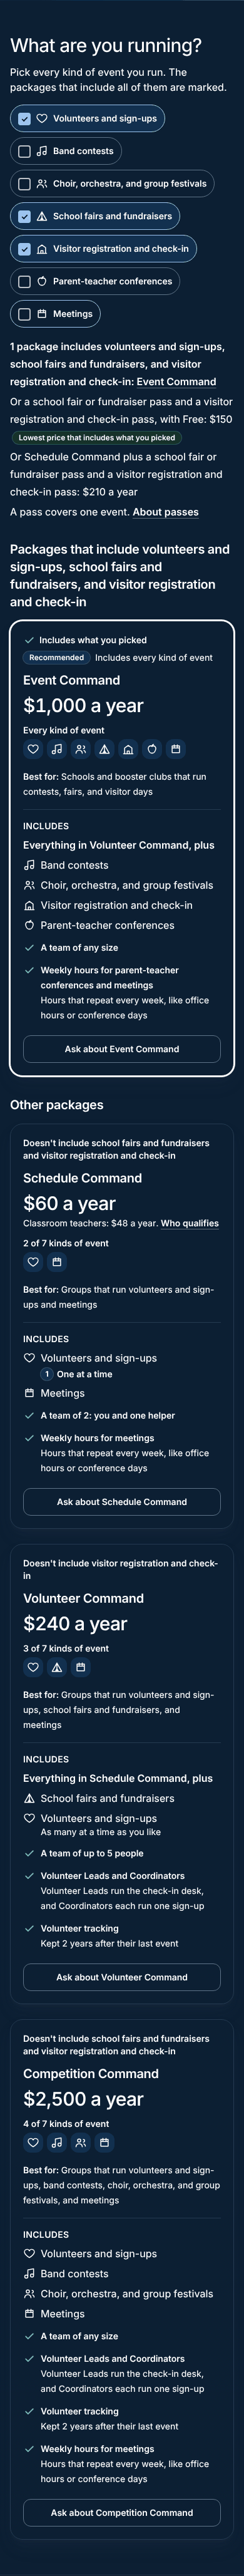 What are you running?
Pick every kind of event you run. The
packages that include all of them are marked.
Volunteers and sign-ups
Band contests
Choir, orchestra, and group festivals
School fairs and fundraisers
Visitor registration and check-in
Parent-teacher conferences
Meetings
1 package includes volunteers and sign-ups,
school fairs and fundraisers, and visitor
registration and check-in: Event Command
Or a school fair or fundraiser pass and a visitor
registration and check-in pass, with Free: $150
Lowest price that includes what you picked
Or Schedule Command plus a school fair or
fundraiser pass and a visitor registration and
check-in pass: $210 a year
A pass covers one event. About passes
Packages that include volunteers and
sign-ups, school fairs and
fundraisers, and visitor registration
and check-in
Includes what you picked
Recommended Includes every kind of event
Event Command
$1,000 a year
Every kind of event
Best for: Schools and booster clubs that run
contests, fairs, and visitor days
INCLUDES
Everything in Volunteer Command, plus
Band contests
Choir, orchestra, and group festivals
Visitor registration and check-in
Parent-teacher conferences
A team of any size
Weekly hours for parent-teacher
conferences and meetings
Hours that repeat every week, like office
hours or conference days
Ask about Event Command
Other packages
Doesn't include school fairs and fundraisers
and visitor registration and check-in
Schedule Command
$60 a year
Classroom teachers: $48 a year. Who qualifies
2 of 7 kinds of event
Best for: Groups that run volunteers and sign-
ups and meetings
INCLUDES
Volunteers and sign-ups
1 One at a time
Meetings
A team of 2: you and one helper
Weekly hours for meetings
Hours that repeat every week, like office
hours or conference days
Ask about Schedule Command
Doesn't include visitor registration and check-
in
Volunteer Command
$240 a year
3 of 7 kinds of event
Best for: Groups that run volunteers and sign-
ups, school fairs and fundraisers, and
meetings
INCLUDES
Everything in Schedule Command, plus
School fairs and fundraisers
Volunteers and sign-ups
As many at a time as you like
A team of up to 5 people
Volunteer Leads and Coordinators
Volunteer Leads run the check-in desk,
and Coordinators each run one sign-up
Volunteer tracking
Kept 2 years after their last event
Ask about Volunteer Command
Doesn't include school fairs and fundraisers
and visitor registration and check-in
Competition Command
$2,500 a year
4 of 7 kinds of event
Best for: Groups that run volunteers and sign-
ups, band contests, choir, orchestra, and group
festivals, and meetings
INCLUDES
Volunteers and sign-ups
Band contests
Choir, orchestra, and group festivals
Meetings
A team of any size
Volunteer Leads and Coordinators
Volunteer Leads run the check-in desk,
and Coordinators each run one sign-up
Volunteer tracking
Kept 2 years after their last event
Weekly hours for meetings
Hours that repeat every week, like office
hours or conference days
Ask about Competition Command